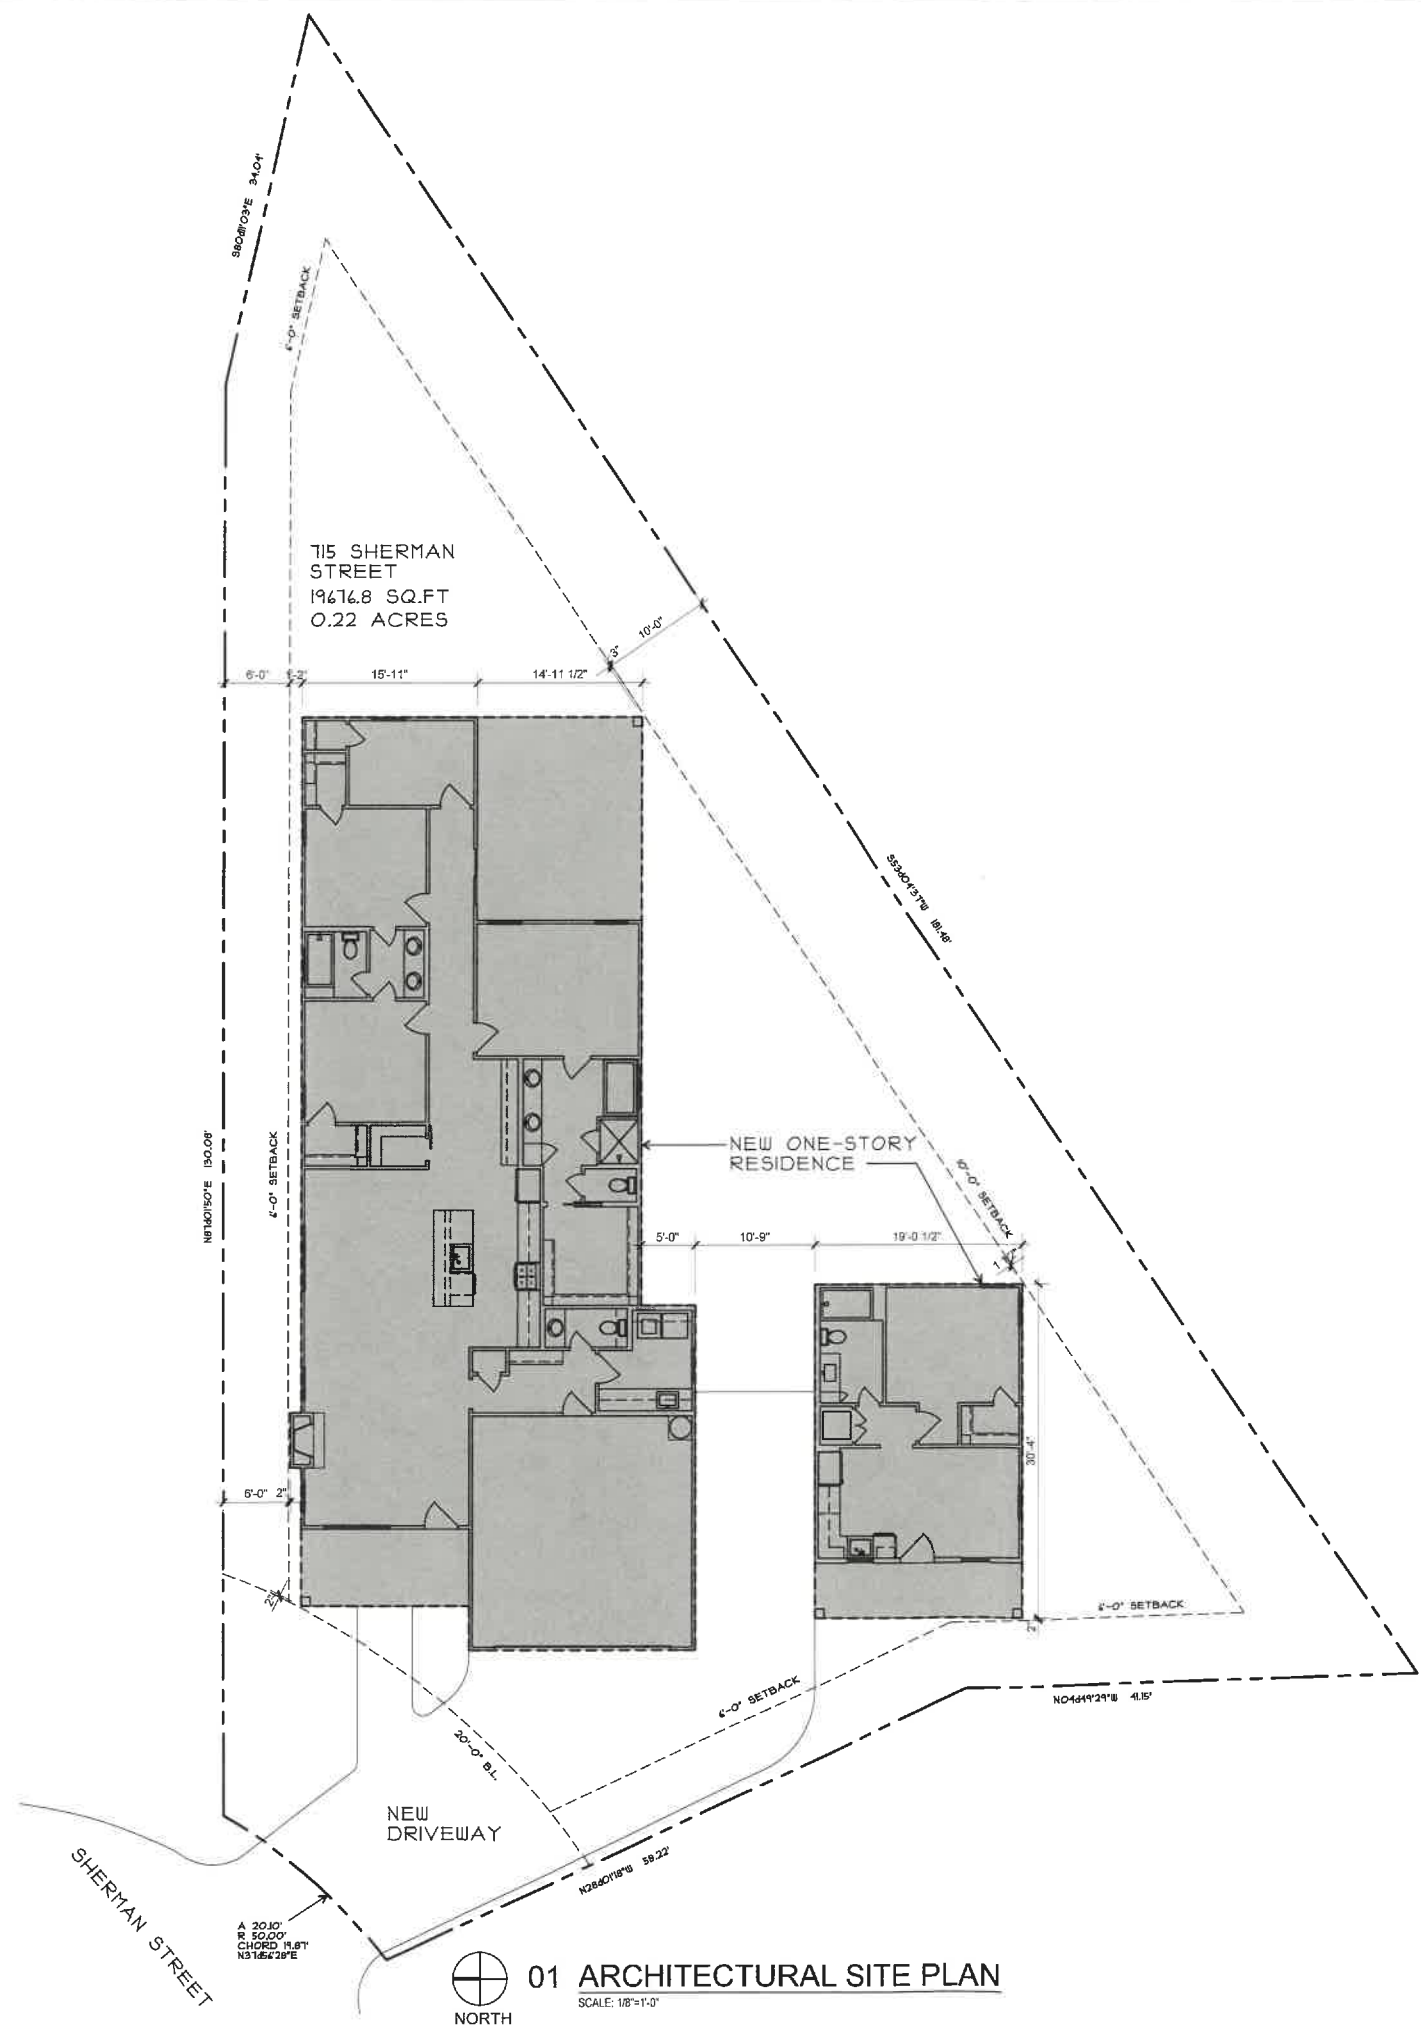 S80d11'03"E 34.04'
6'-0" SETBACK
715 SHERMAN
STREET
19676.8 SQ.FT
0.22 ACRES
10'-0"
3"
6'-0"
1'-2"
15'-11"
14'-11 1/2"
S53d04'37"W 181.48'
N87d01'50"E 130.08'
6'-0" SETBACK
NEW ONE-STORY
RESIDENCE
10'-0" SETBACK
5'-0"
10'-9"
19'-0 1/2"
30'-4"
6'-0"
2"
2"
6'-0" SETBACK
2"
6'-0" SETBACK
N04d49'29"W 41.15'
20'-0" B.L.
NEW
DRIVEWAY
N28d01'18"W 58.22'
SHERMAN STREET
A 20.10'
R 50.00'
CHORD 19.87'
N37d56'28"E
NORTH
01 ARCHITECTURAL SITE PLAN
SCALE: 1/8"=1'-0"